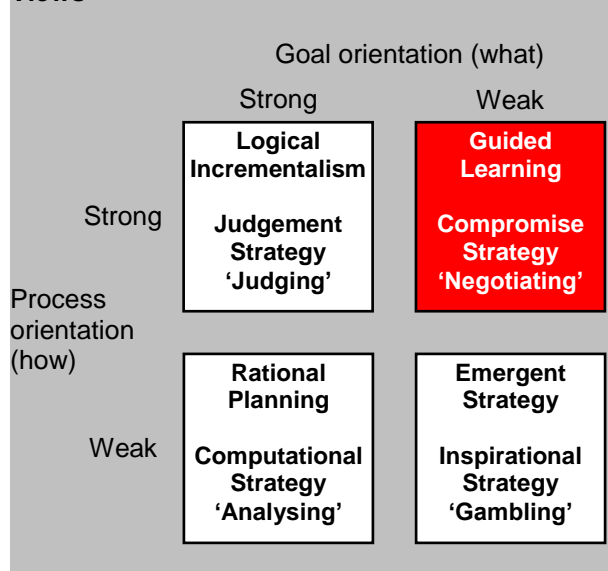 Goal orientation (what)
Strong Weak
Logical
Incrementalism
Judgement
Strategy
‘Judging’
Guided
Learning
Compromise
Strategy
‘Negotiating’
Strong
Process
orientation
(how)
Rational
Planning
Computational
Strategy
‘Analysing’
Emergent
Strategy
Inspirational
Strategy
‘Gambling’
Weak